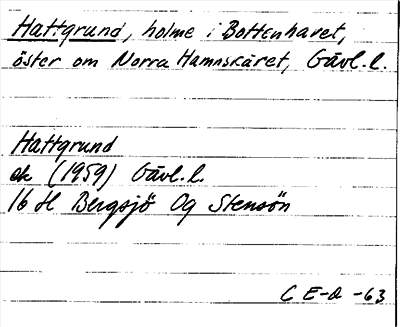 Hattgrund, holme i Bottenhavet,
öster om Norra Hamnskäret, Gävl.l.
Hattgrund
ek (1959) Gävl.l.
16 H Bergsjö Og Stensön
C E-d -63